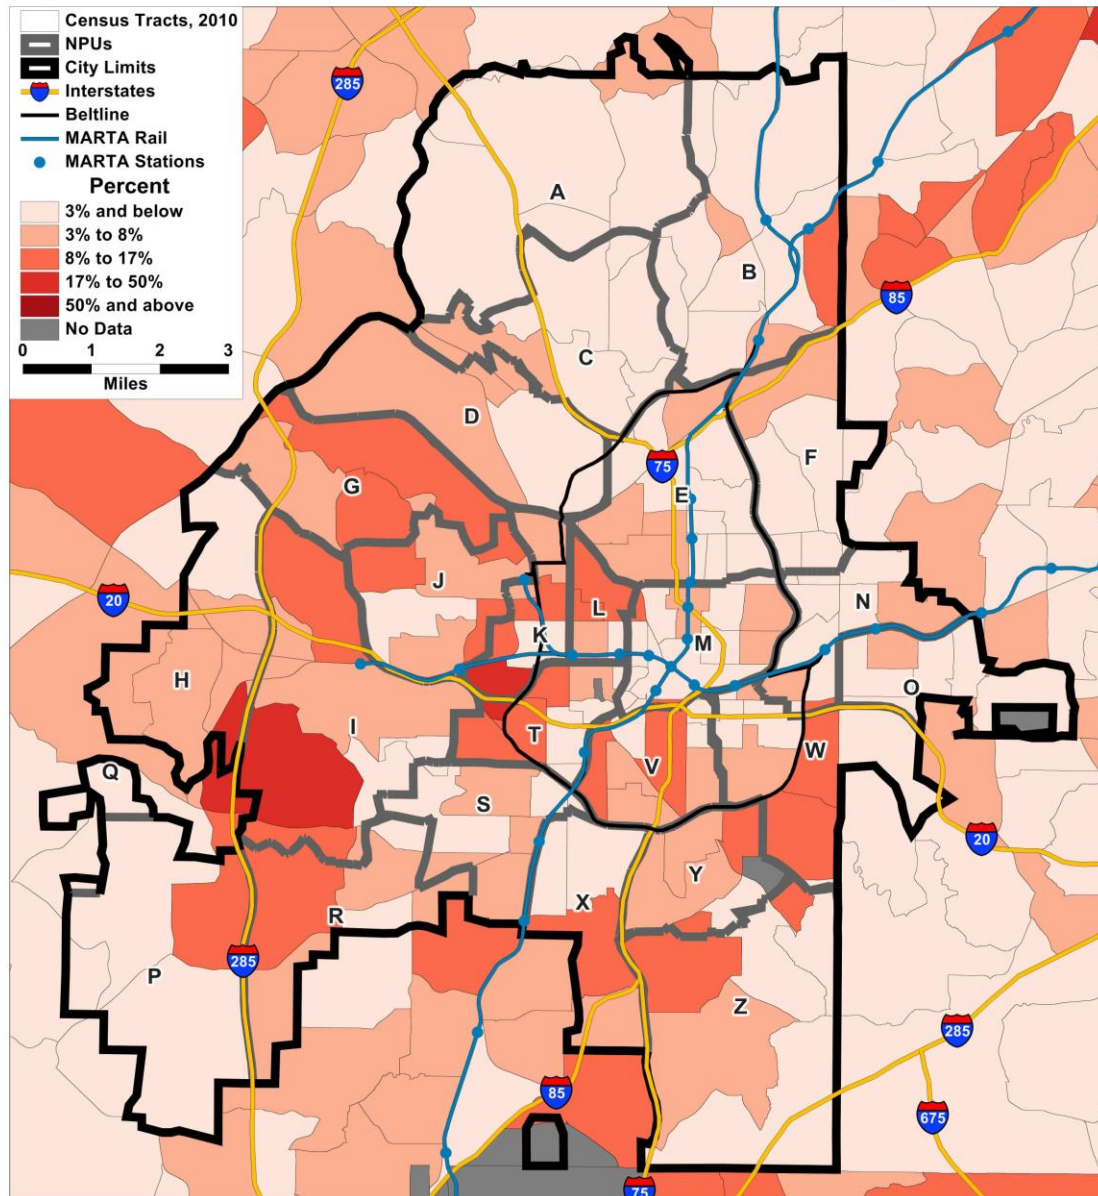 Census Tracts, 2010
NPUs
City Limits
Interstates
Beltline
MARTA Rail
MARTA Stations
Percent
3% and below
3% to 8%
8% to 17%
17% to 50%
50% and above
No Data
0 1 2 3
Miles
285
A
B
85
C
D
F
75
G
E
20
J
L
N
K
M
H
O
I
T
W
V
Q
S
20
Y
X
R
285
P
Z
285
85
675
75